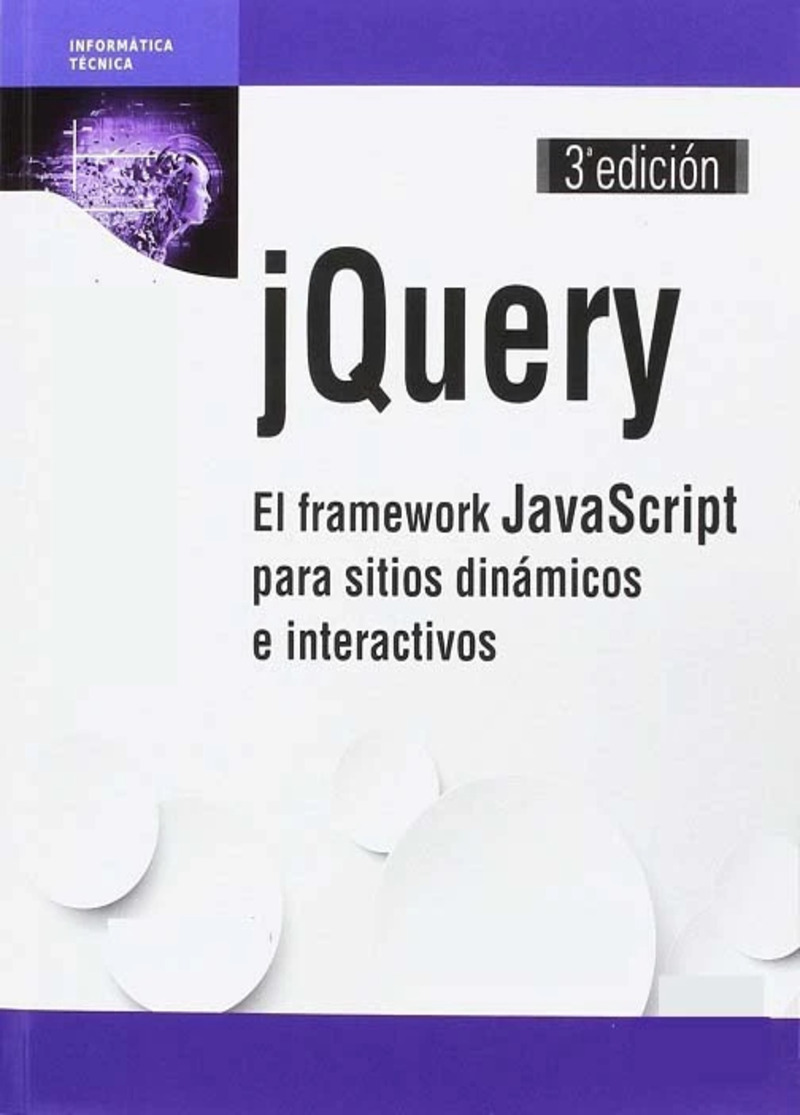 INFORMÁTICA
TÉCNICA
3ª edición
jQuery
El framework JavaScript
para sitios dinámicos
e interactivos